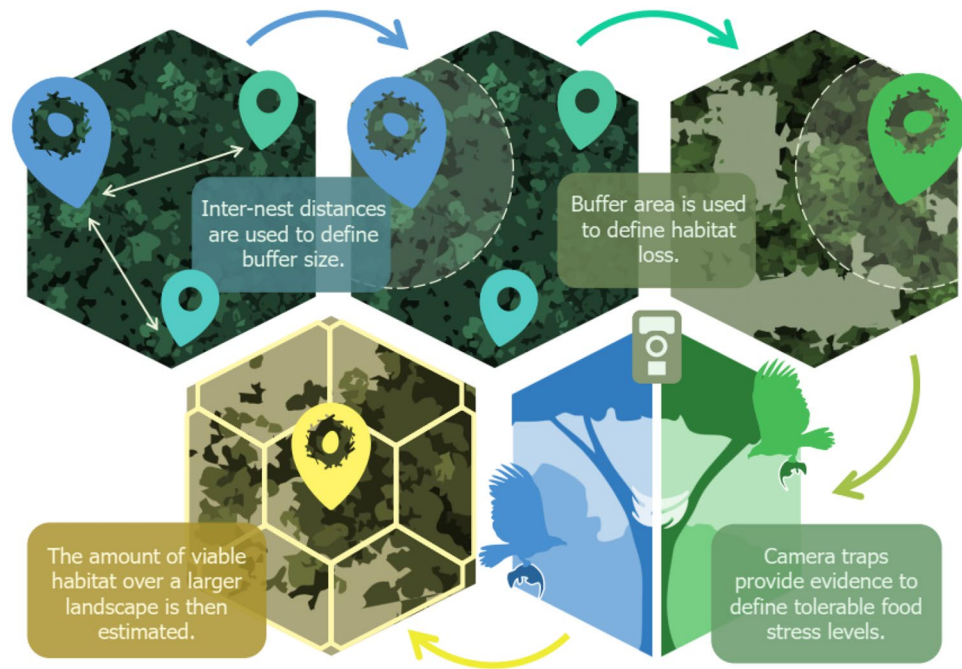 Inter-nest distances
are used to define
buffer size.
Buffer area is used
to define habitat
loss.
Camera traps
provide evidence to
define tolerable food
stress levels.
The amount of viable
habitat over a larger
landscape is then
estimated.